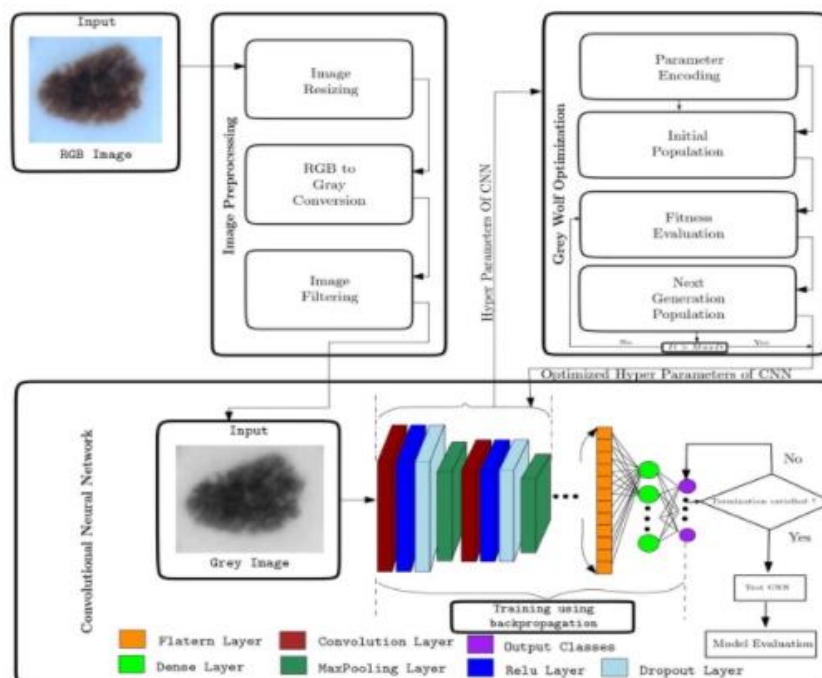 Input
RGB Image
Image Preprocessing
Image
Resizing
RGB to
Gray
Conversion
Image
Filtering
Hyper Parameters Of CNN
Grey Wolf Optimization
Parameter
Encoding
Initial
Population
Fitness
Evaluation
Next
Generation
Population
No
Yes
Optimized Hyper Parameters of CNN
Convolutional Neural Network
Input
Grey Image
No
Termination satisfied ?
Yes
Test CNN
Model Evaluation
Training using
backpropagation
Flatern Layer
Convolution Layer
Output Classes
Dense Layer
MaxPooling Layer
Relu Layer
Dropout Layer